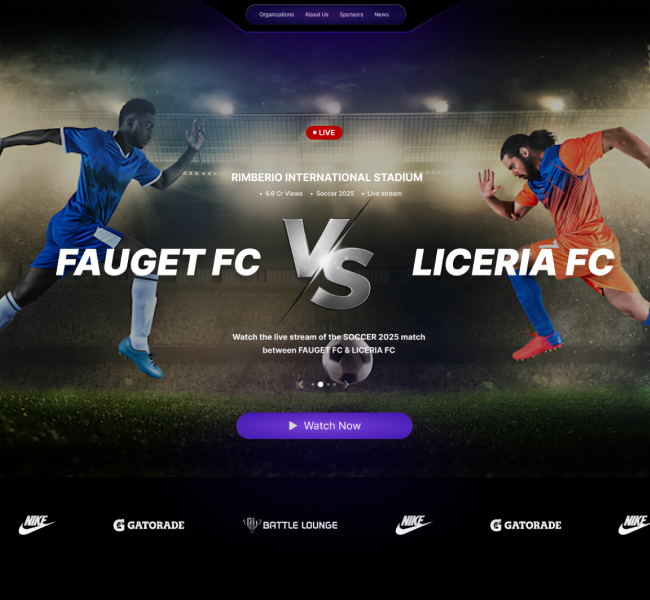 Organizations About Us Sponsors News
LIVE
RIMBERIO INTERNATIONAL STADIUM
• 6.6 Cr Views • Soccer 2025 • Live stream
FAUGET FC VS LICERIA FC
Watch the live stream of the SOCCER 2025 match
between FAUGET FC & LICERIA FC
Watch Now
NIKE G GATORADE BATTLE LOUNGE NIKE G GATORADE NIKE